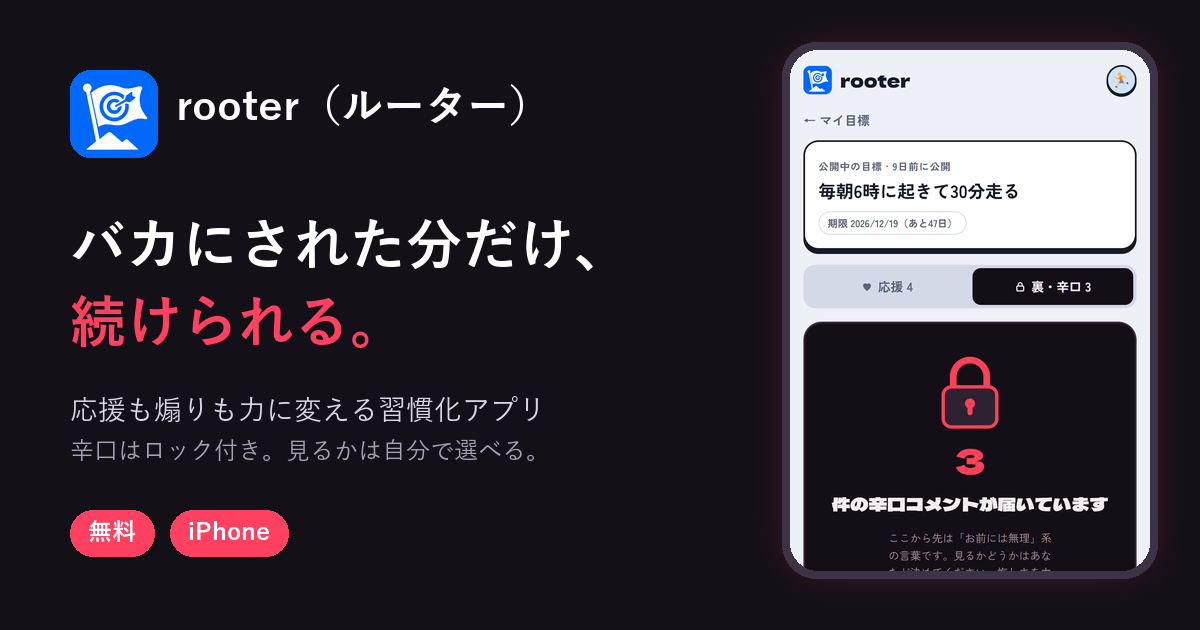 rooter（ルーター）
バカにされた分だけ、
続けられる。
応援も煽りも力に変える習慣化アプリ
辛口はロック付き。見るかは自分で選べる。
無料
iPhone
rooter
← マイ目標
公開中の目標・9日前に公開
毎朝6時に起きて30分走る
期限 2026/12/19（あと47日）
応援 4
裏・辛口 3
3
件の辛口コメントが届いています
ここから先は「お前には無理」系
の言葉です。見るかどうかはあな